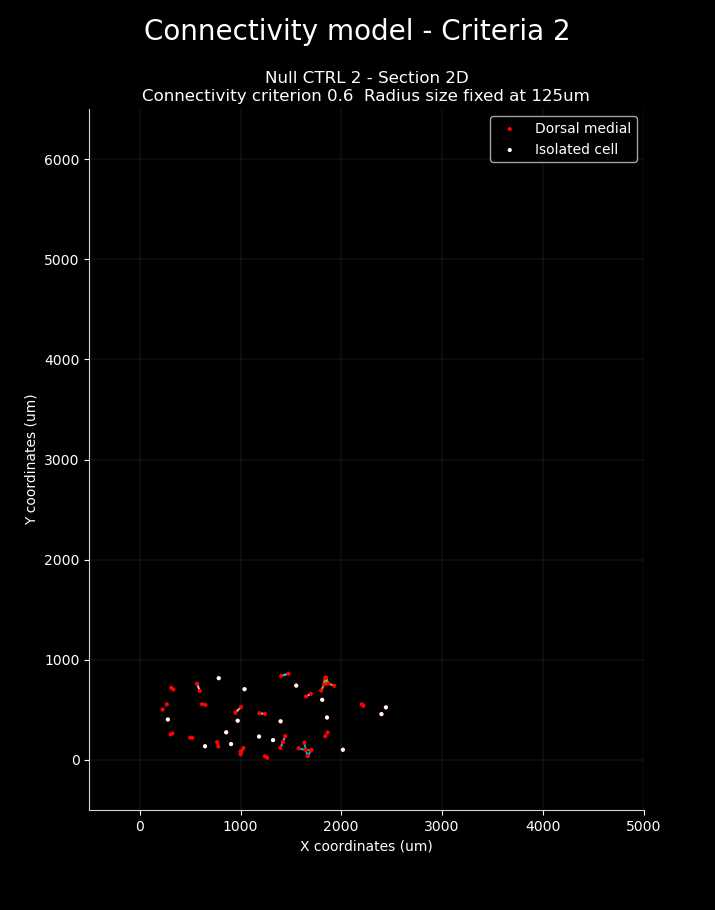 Connectivity model - Criteria 2
Null CTRL 2 - Section 2D
Connectivity criterion 0.6  Radius size fixed at 125um
Dorsal medial
Isolated cell
6000
5000
4000
3000
2000
1000
0
Y coordinates (um)
0
1000
2000
3000
4000
5000
X coordinates (um)